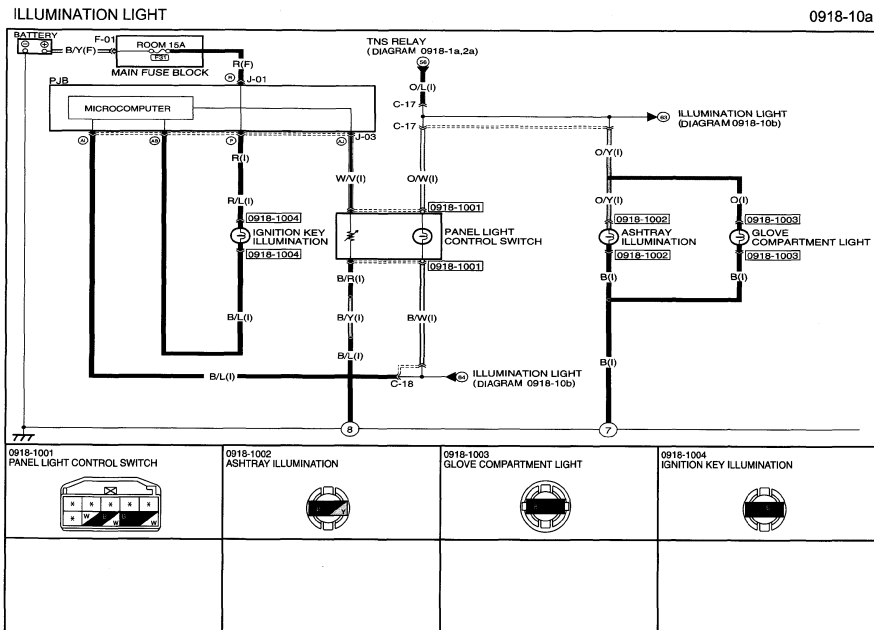 ILLUMINATION LIGHT
0918-10a
BATTERY
B/Y(F)
F-01
ROOM 15A
F31
MAIN FUSE BLOCK
R(F)
J-01
PJB
MICROCOMPUTER
J-03
TNS RELAY
(DIAGRAM 0918-1a,2a)
56
O/L(I)
C-17
C-17
63
ILLUMINATION LIGHT
(DIAGRAM 0918-10b)
R(I)
W/V(I)
O/W(I)
O/Y(I)
R/L(I)
O/Y(I)
O(I)
0918-1004
0918-1001
0918-1002
0918-1003
IGNITION KEY
ILLUMINATION
PANEL LIGHT
CONTROL SWITCH
ASHTRAY
ILLUMINATION
GLOVE
COMPARTMENT LIGHT
0918-1004
0918-1001
0918-1002
0918-1003
B/R(I)
B(I)
B(I)
B/L(I)
B/Y(I)
B/W(I)
B/L(I)
B(I)
B/L(I)
C-18
64
ILLUMINATION LIGHT
(DIAGRAM 0918-10b)
8
7
0918-1001
PANEL LIGHT CONTROL SWITCH
0918-1002
ASHTRAY ILLUMINATION
0918-1003
GLOVE COMPARTMENT LIGHT
0918-1004
IGNITION KEY ILLUMINATION